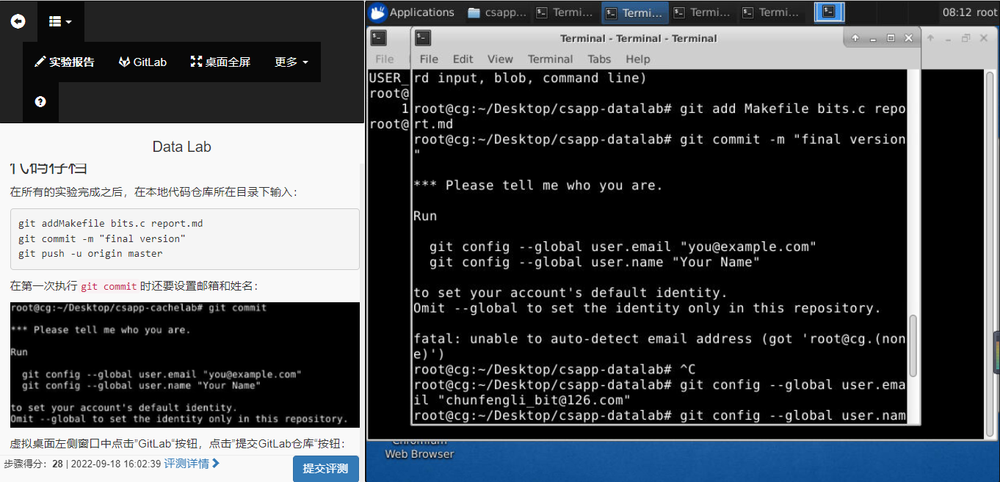 实验报告 GitLab 桌面全屏 更多
Data Lab
代码存档
在所有的实验完成之后，在本地代码仓库所在目录下输入：
git addMakefile bits.c report.md
git commit -m "final version"
git push -u origin master
在第一次执行 git commit 时还要设置邮箱和姓名：
root@cg:~/Desktop/csapp-cachelab# git commit
*** Please tell me who you are.
Run
git config --global user.email "you@example.com"
git config --global user.name "Your Name"
to set your account's default identity.
Omit --global to set the identity only in this repository.
虚拟桌面左侧窗口中点击"GitLab"按钮，点击"提交GitLab仓库"按钮：
步骤得分：28 | 2022-09-18 16:02:39 评测详情
提交评测
Applications csapp... Termi... Termi... Termi... Termi... 08:12 root
Terminal - Terminal - Terminal
File
File Edit View Terminal Tabs Help
USER_
root@
1
root@
rd input, blob, command line)
root@cg:~/Desktop/csapp-datalab# git add Makefile bits.c repo
rt.md
root@cg:~/Desktop/csapp-datalab# git commit -m "final version
"
*** Please tell me who you are.
Run
git config --global user.email "you@example.com"
git config --global user.name "Your Name"
to set your account's default identity.
Omit --global to set the identity only in this repository.
fatal: unable to auto-detect email address (got 'root@cg.(non
e)')
root@cg:~/Desktop/csapp-datalab# ^C
root@cg:~/Desktop/csapp-datalab# git config --global user.ema
il "chunfengli_bit@126.com"
root@cg:~/Desktop/csapp-datalab# git config --global user.nam
Chromium
Web Browser